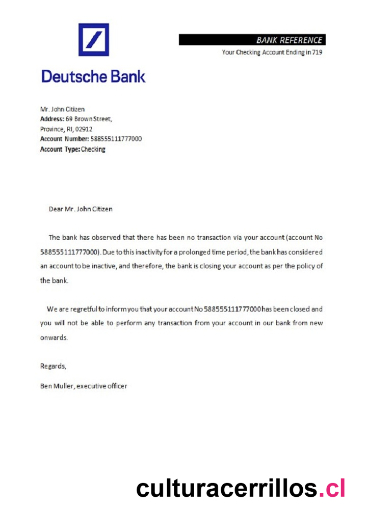 BANK REFERENCE
Your Checking Account Ending in 719
Deutsche Bank
Mr. John Citizen
Address: 69 Brown Street,
Province, RI, 02912
Account Number: 588555111777000
Account Type: Checking
Dear Mr. John Citizen
The bank has observed that there has been no transaction via your account (account No
588555111777000). Due to this inactivity for a prolonged time period, the bank has considered
an account to be inactive, and therefore, the bank is closing your account as per the policy of
the bank.
We are regretful to inform you that your account No 588555111777000 has been closed and
you will not be able to perform any transaction from your account in our bank from new
onwards.
Regards,
Ben Muller, executive officer
culturacerrillos.cl